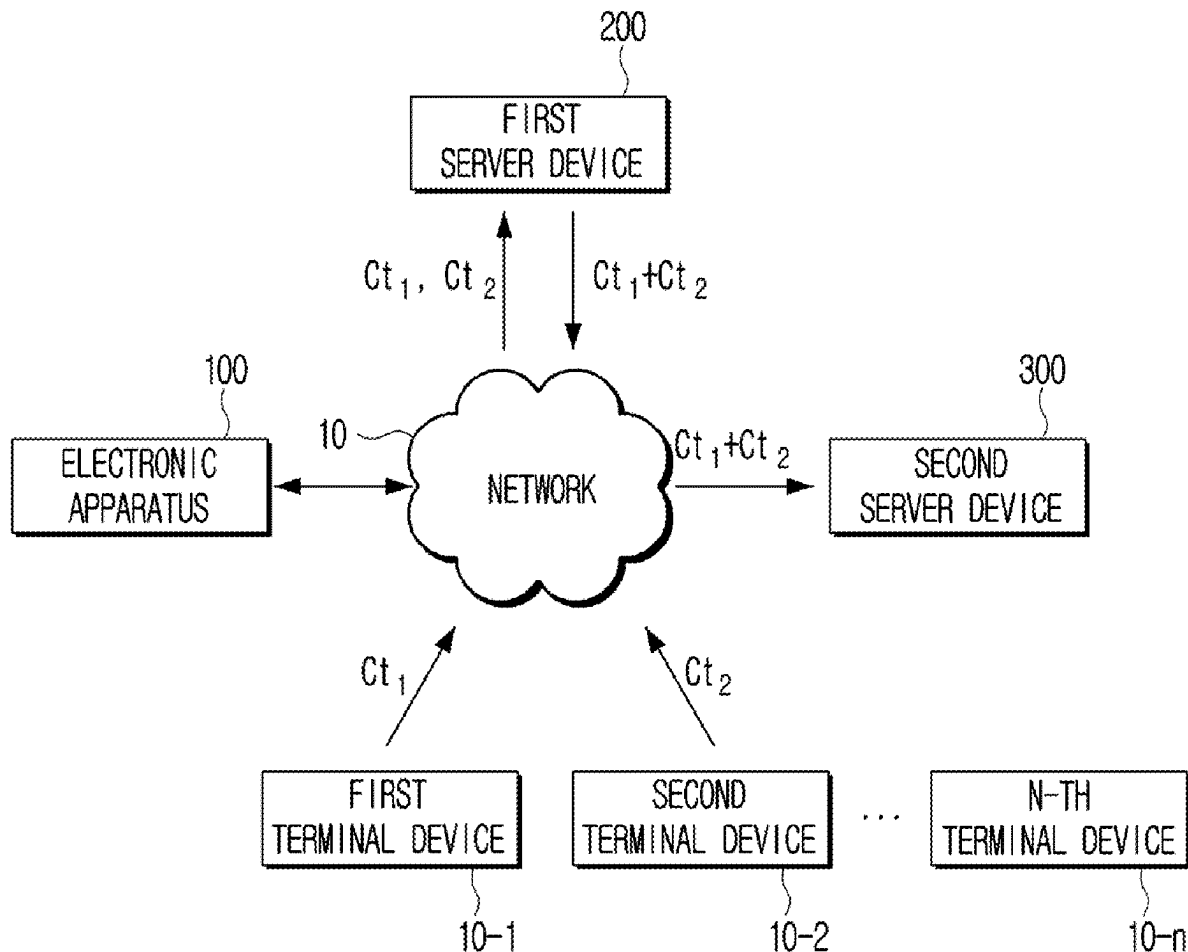 200
FIRST
SERVER DEVICE
Ct₁, Ct₂
Ct₁+Ct₂
100
300
10
Ct₁+Ct₂
ELECTRONIC
APPARATUS
NETWORK
SECOND
SERVER DEVICE
Ct₁
Ct₂
FIRST
TERMINAL DEVICE
SECOND
TERMINAL DEVICE
...
N-TH
TERMINAL DEVICE
10-1
10-2
10-n